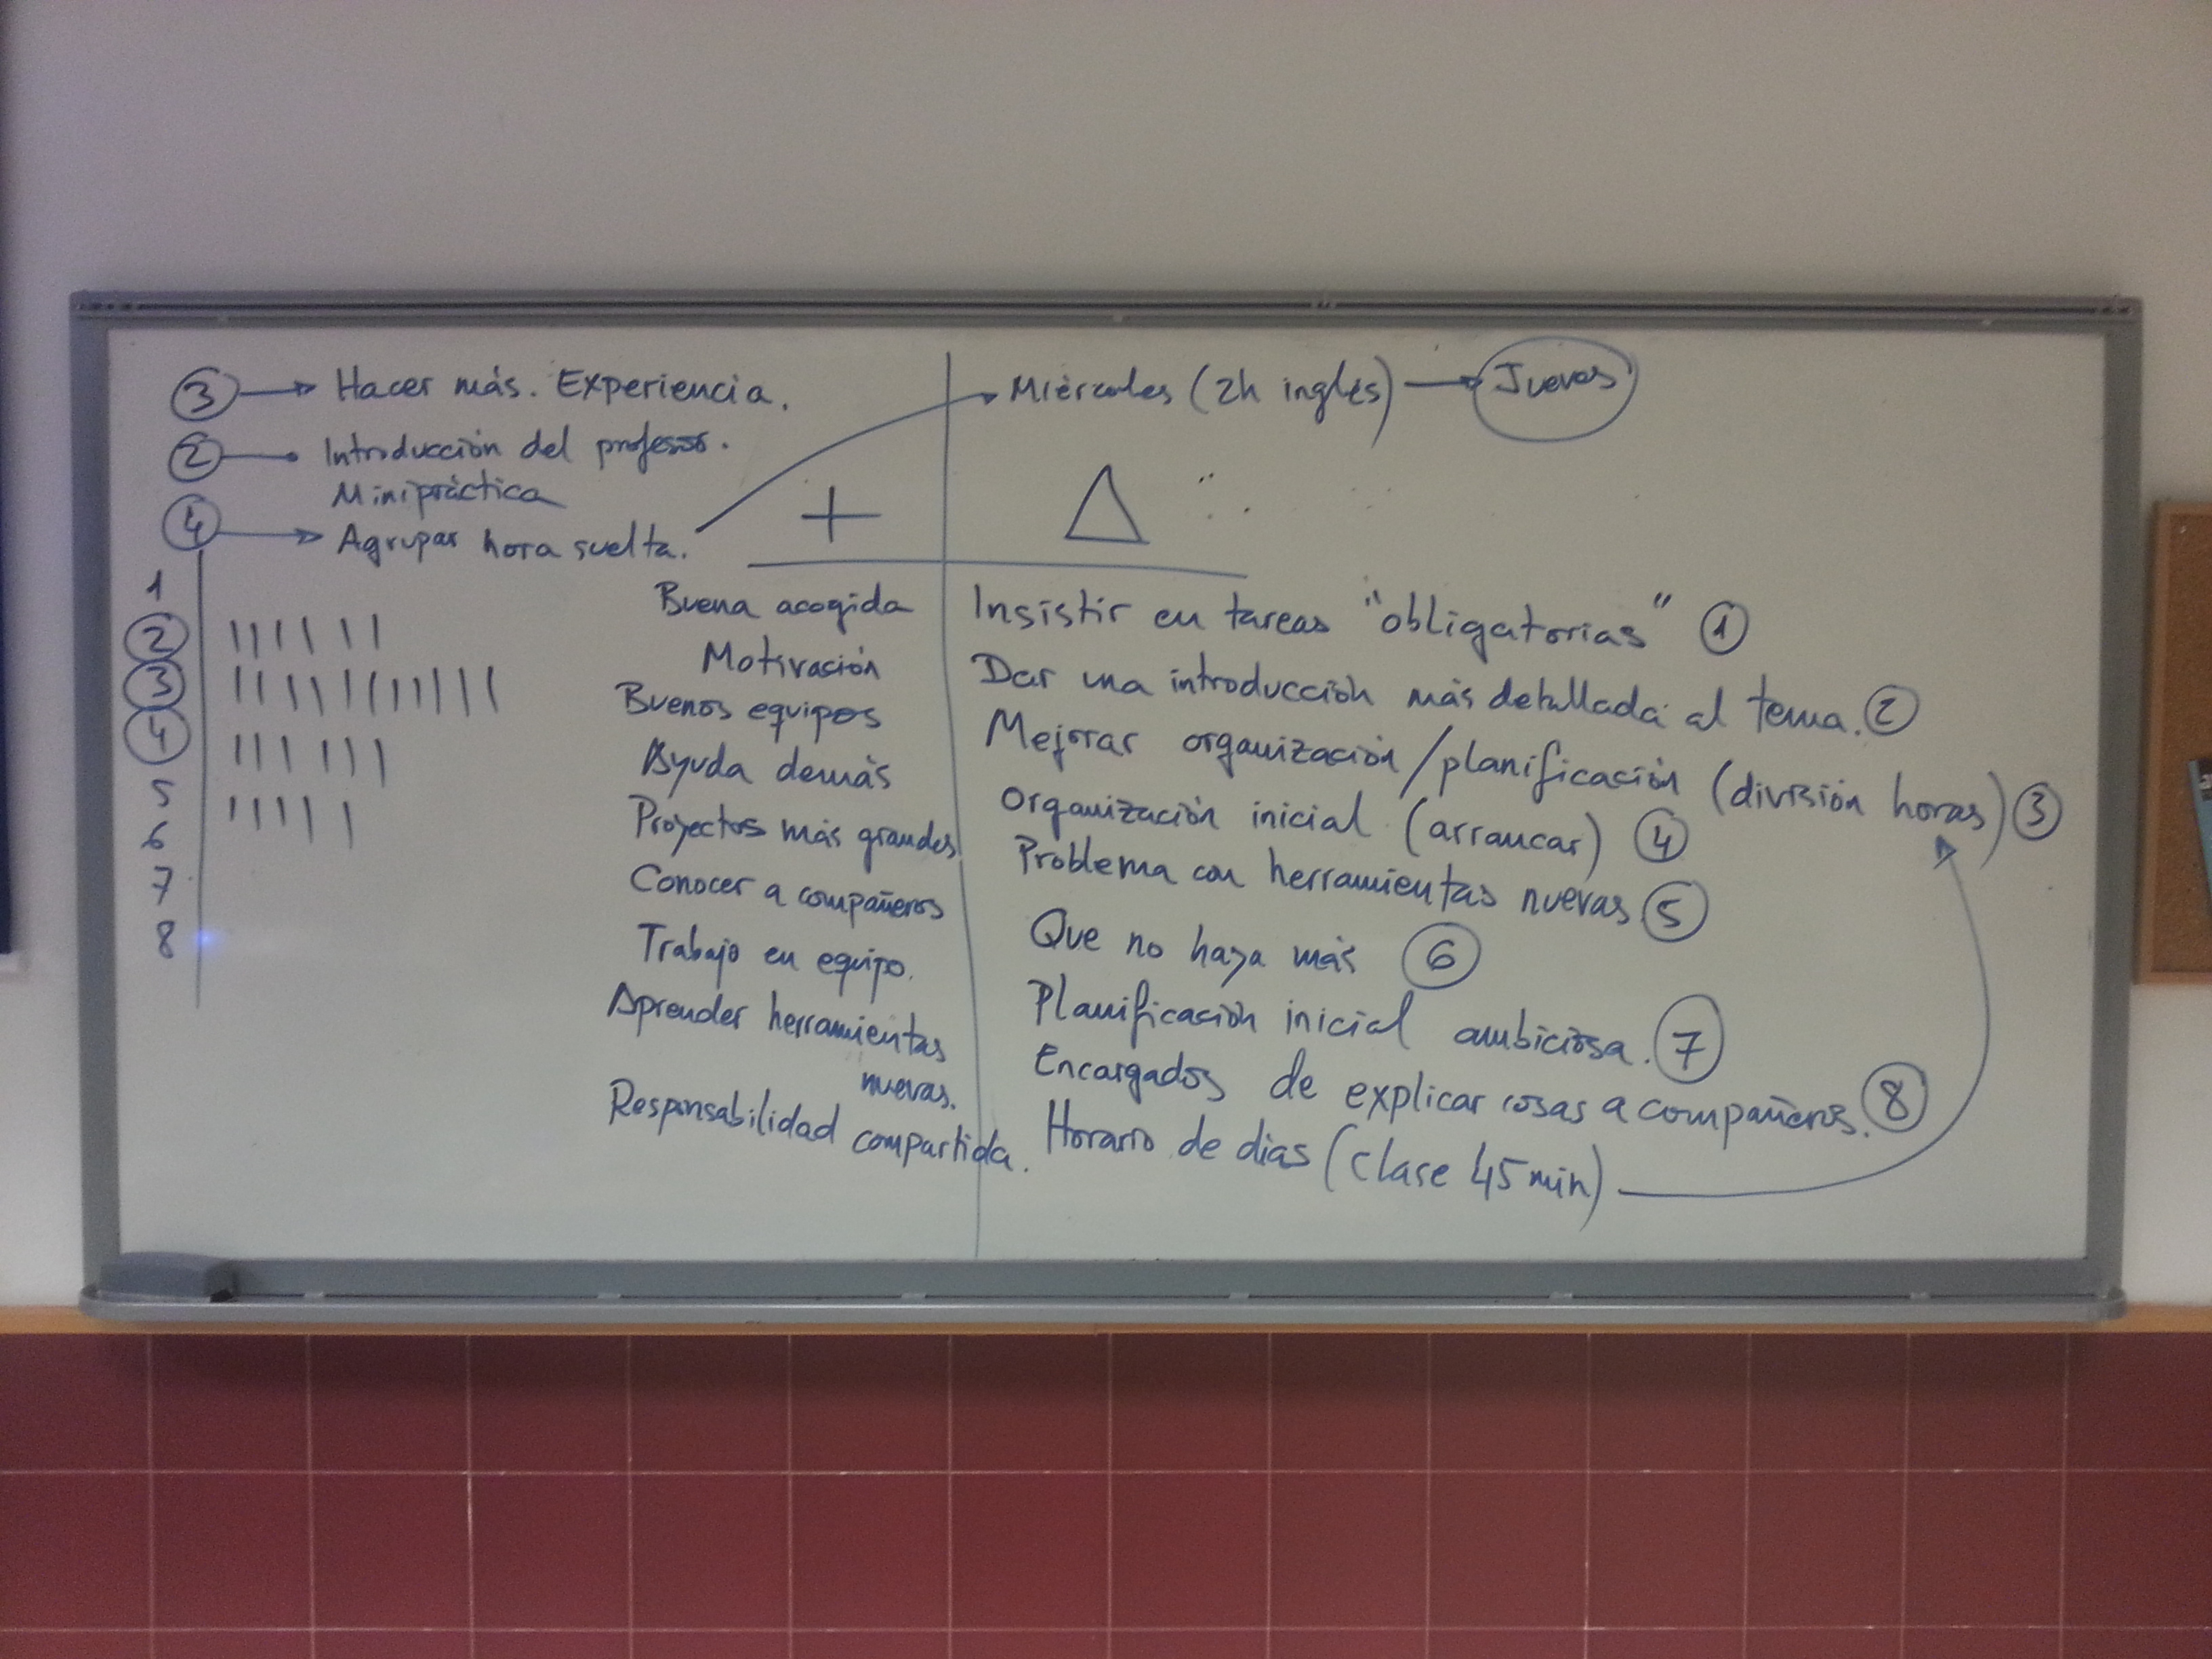 3 → Hacer más. Experiencia.
2 → Introducción del profesor.
Minipráctica
4 → Agrupar hora suelta.
Miércoles (2h inglés) → Jueves
+ △
1
2 | | | | | |
3 | | | | | | | | | | |
4 | | | | | |
5 | | | | |
6
7
8
Buena acogida
Motivación
Buenos equipos
Ayuda demás
Proyectos más grandes
Conocer a compañeros
Trabajo en equipo.
Aprender herramientas
nuevas.
Responsabilidad compartida.
Insistir en tareas "obligatorias" 1
Dar una introducción más detallada al tema. 2
Mejorar organización/planificación (división horas) 3
Organización inicial (arrancar) 4
Problema con herramientas nuevas 5
Que no haya más 6
Planificación inicial ambiciosa. 7
Encargados de explicar cosas a compañeros. 8
Horario de dias (clase 45 min)